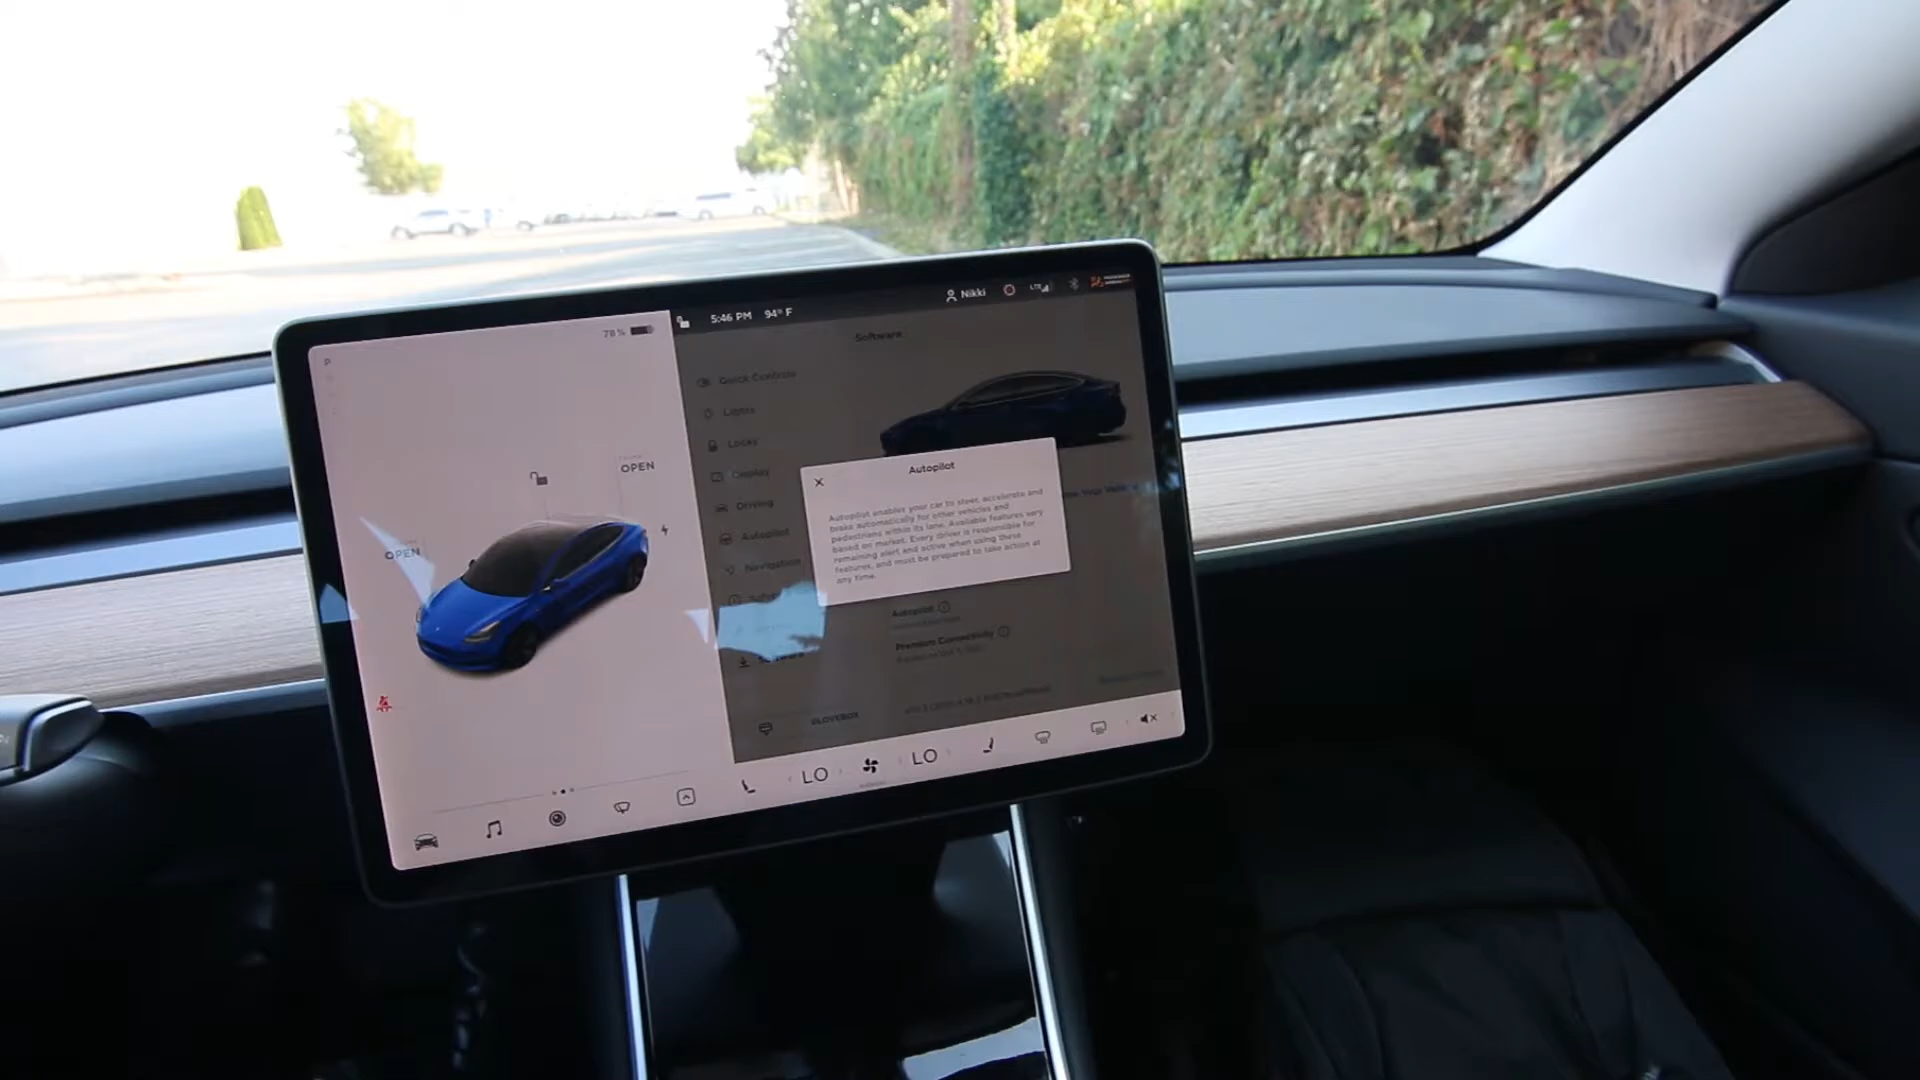 78%
P
5:46 PM 94° F
Nikki
LTE
Software
Quick Controls
Lights
Locks
Display
Driving
Autopilot
Navigation
OPEN
OPEN
Autopilot
Autopilot enables your car to steer, accelerate and
brake automatically for other vehicles and
pedestrians within its lane. Available features vary
based on market. Every driver is responsible for
remaining alert and active when using these
features, and must be prepared to take action at
any time.
Autopilot
Premium Connectivity
Software
GLOVEBOX
LO
LO